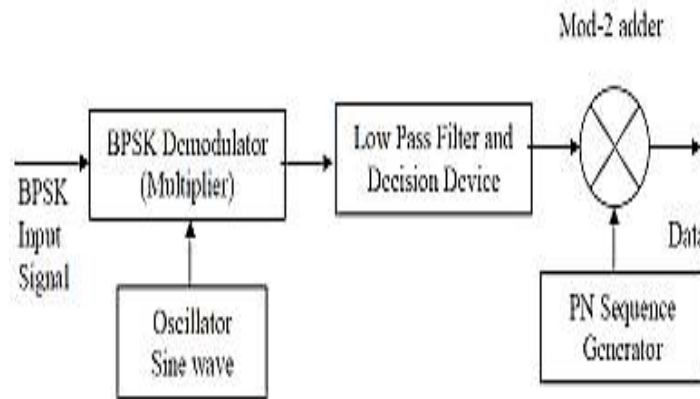 Mod-2 adder
BPSK Demodulator
(Multiplier)
Low Pass Filter and
Decision Device
BPSK
Input
Signal
Data
Oscillator
Sine wave
PN Sequence
Generator